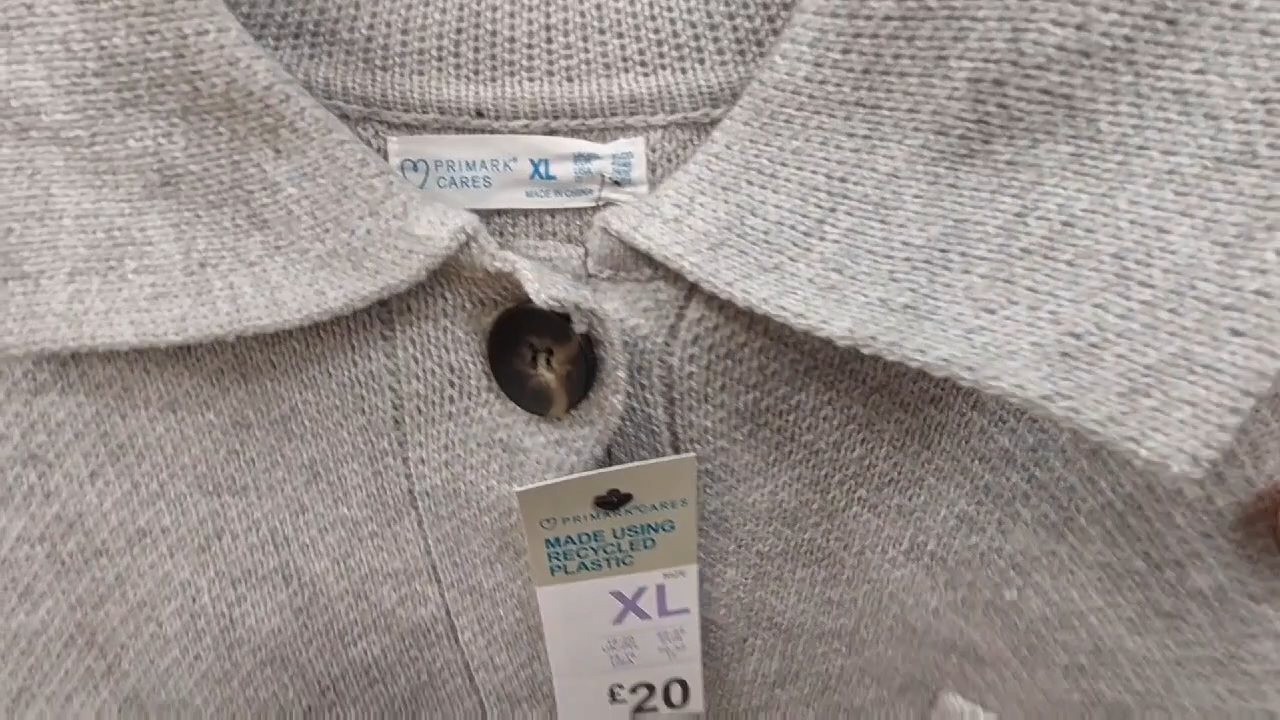 PRIMARK®
CARES
XL
MADE IN CHINA
PRIMARK®CARES
MADE USING
RECYCLED
PLASTIC
XL
£20